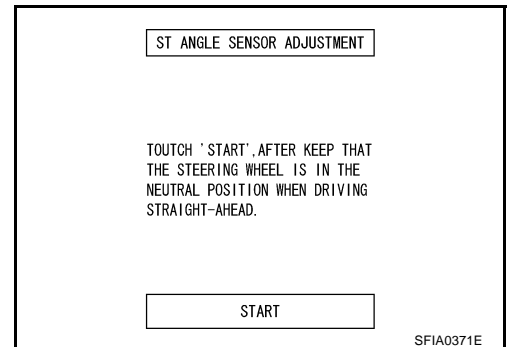 ST ANGLE SENSOR ADJUSTMENT
TOUTCH 'START',AFTER KEEP THAT
THE STEERING WHEEL IS IN THE
NEUTRAL POSITION WHEN DRIVING
STRAIGHT-AHEAD.
START
SFIA0371E